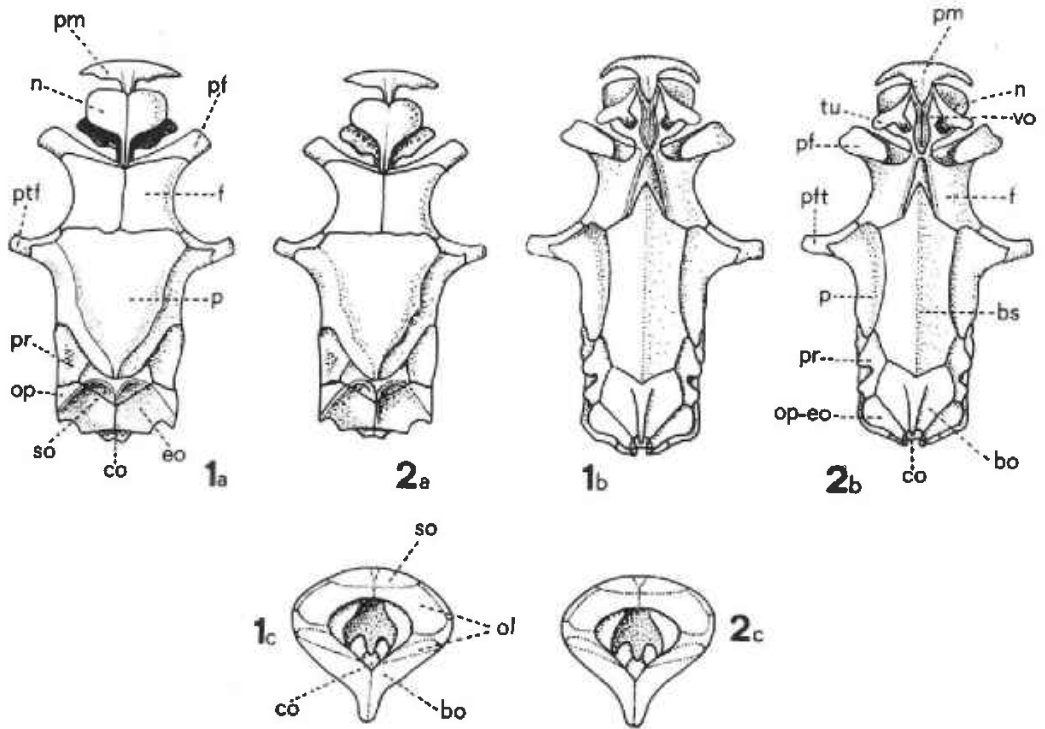 pm
n
pf
ptf
f
p
pr
op
so
co
eo
1a
2a
1b
pm
n
tu
vo
pf
pft
f
p
bs
pr
op-eo
bo
co
2b
so
1c
ol
co
bo
2c